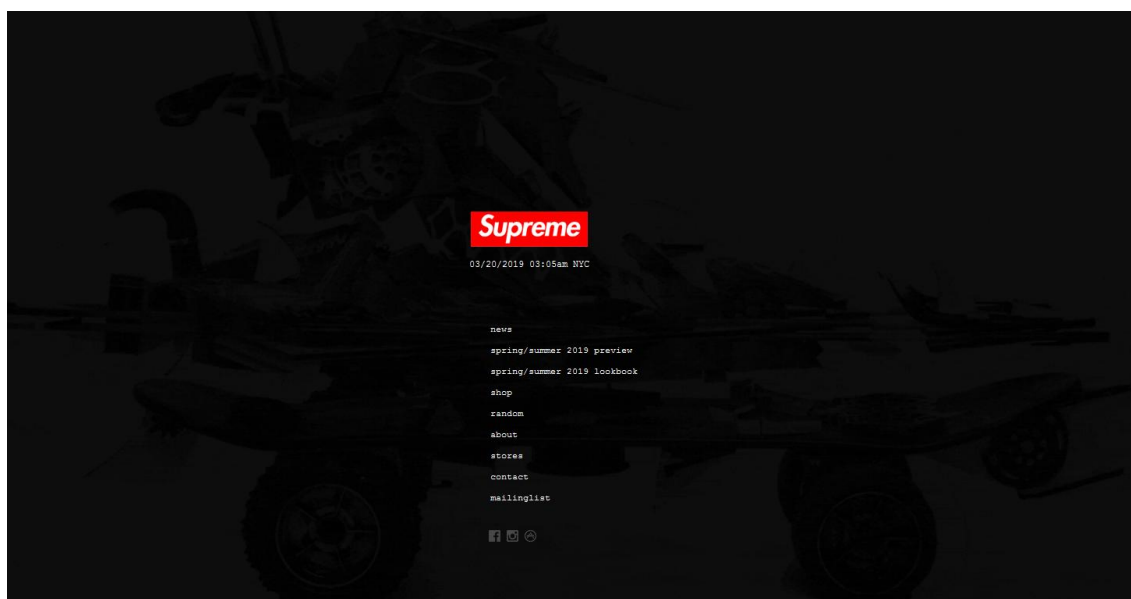 Supreme
03/20/2019 03:05am NYC
news
spring/summer 2019 preview
spring/summer 2019 lookbook
shop
random
about
stores
contact
mailinglist